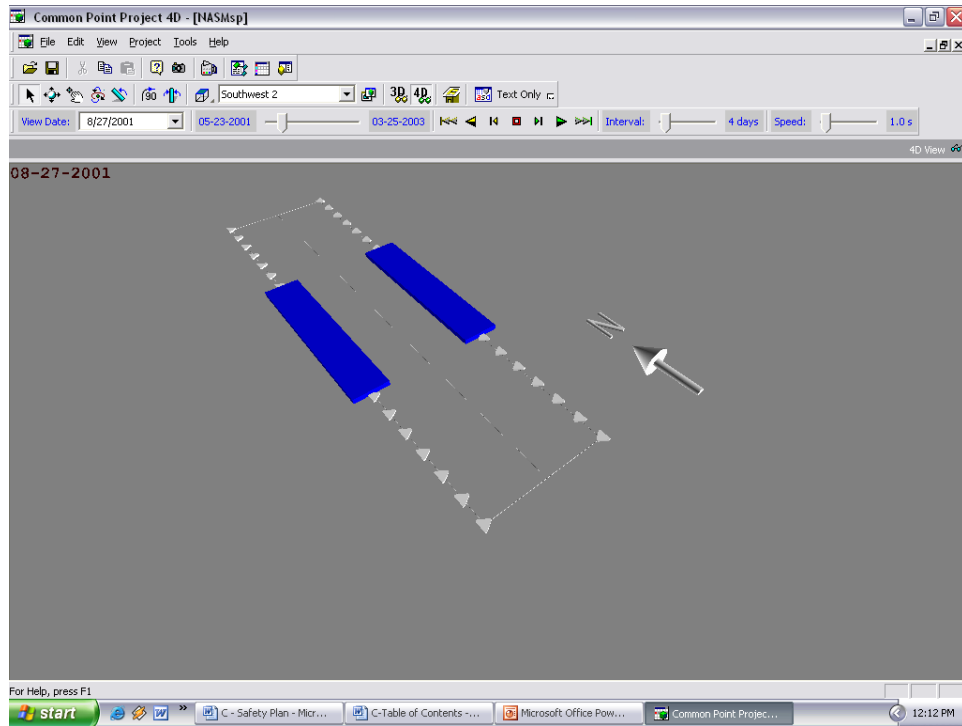 Common Point Project 4D - [NASMsp]
File Edit View Project Tools Help
90 Southwest 2 3D 4D Text Only
View Date: 8/27/2001 05-23-2001 03-25-2003 Interval: 4 days Speed: 1.0 s
4D View
08-27-2001
N
For Help, press F1
start W » C - Safety Plan - Micr... C-Table of Contents -... Microsoft Office Pow... Common Point Projec... 12:12 PM